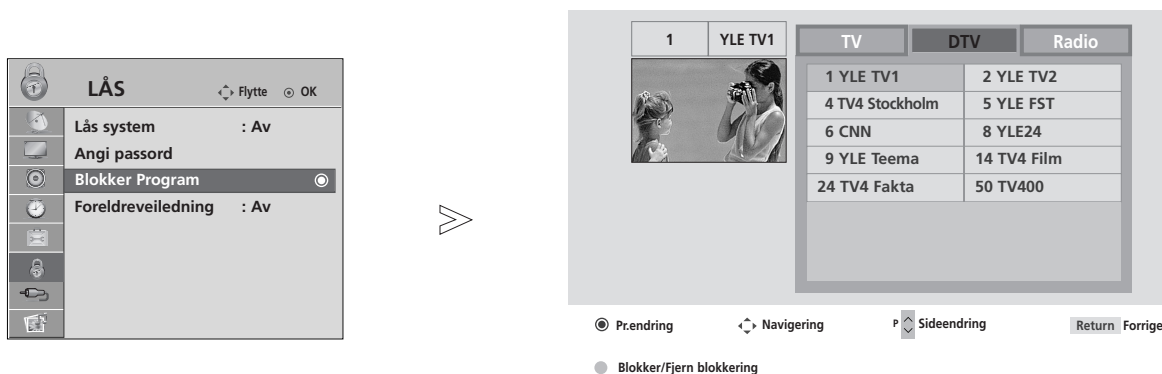 LÅS
Flytte OK
Lås system : Av
Angi passord
Blokker Program
Foreldreveiledning : Av
1 YLE TV1
TV DTV Radio
1 YLE TV1 2 YLE TV2
4 TV4 Stockholm 5 YLE FST
6 CNN 8 YLE24
9 YLE Teema 14 TV4 Film
24 TV4 Fakta 50 TV400
Pr.endring Navigering P Sideendring Return Forrige
Blokker/Fjern blokkering